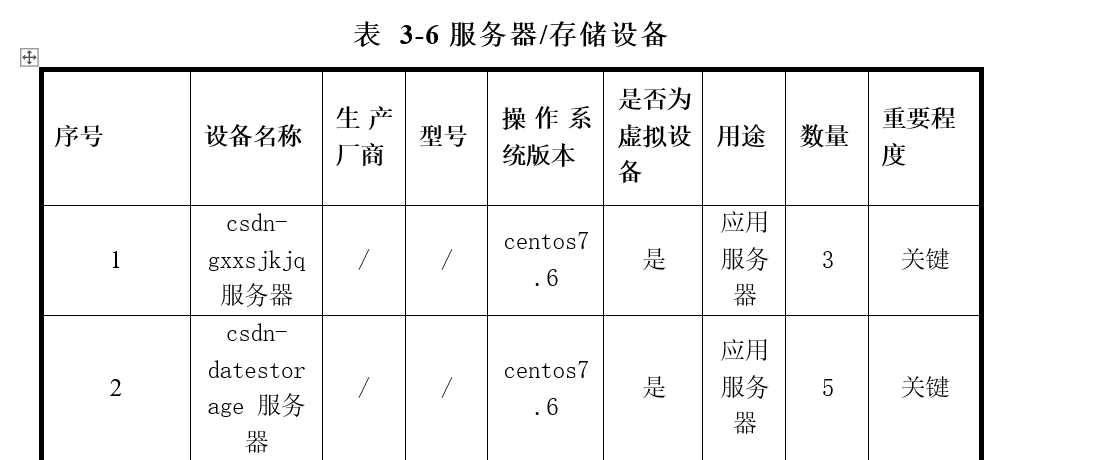 表 3-6 服务器/存储设备
序号
设备名称
生产
厂商
型号
操作系
统版本
是否为
虚拟设
备
用途
数量
重要程
度
1
csdn-
gxxsjkjq
服务器
/
/
centos7
.6
是
应用
服务
器
3
关键
2
csdn-
datestor
age 服务
器
/
/
centos7
.6
是
应用
服务
器
5
关键